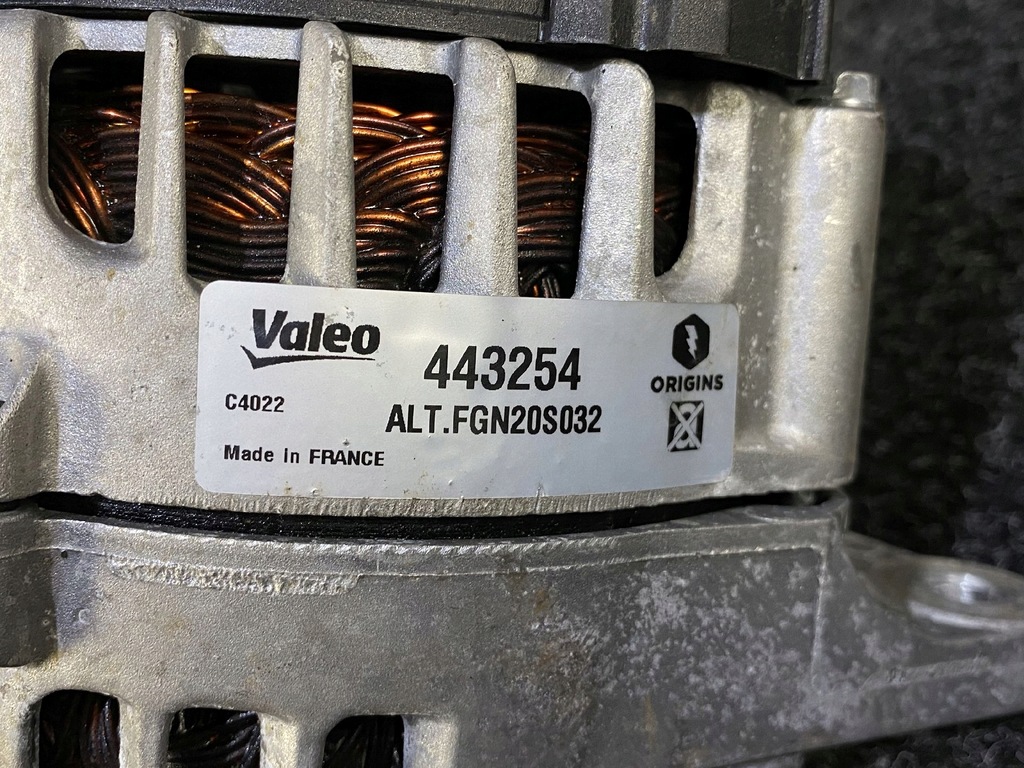 Valeo
443254
ORIGINS
C4022
ALT.FGN20S032
Made in FRANCE